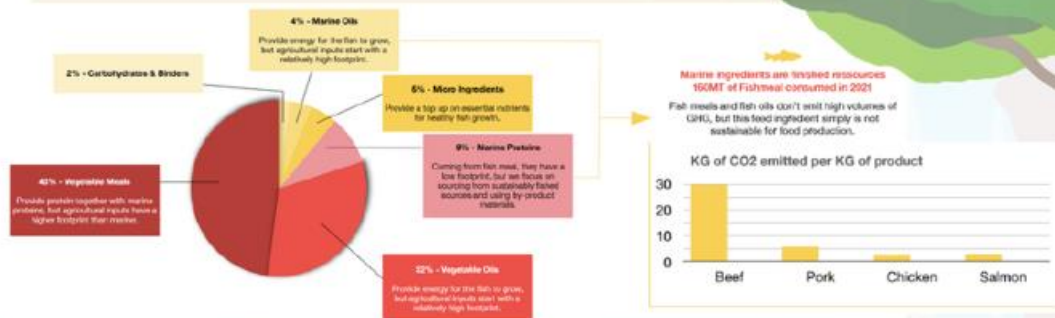 4% - Marine Oils
Provide energy for the fish to grow,
but agricultural inputs start with a
relatively high footprint.
2% - Carbohydrates & Binders
6% - Micro Ingredients
Provide a top up on essential nutrients
for healthy fish growth.
9% - Marine Proteins
Coming from fish meal, they have a
low footprint, but we focus on
sourcing from sustainably fished
sources and using by-product
materials.
- Vegetable Meals
Provide protein together with marine
proteins, but agricultural inputs have a
higher footprint than marine.
32% - Vegetable Oils
Provide energy for the fish to grow,
but agricultural inputs start with a
relatively high footprint.
Marine ingredients are finished ressources
160MT of Fishmeal consumed in 2021
Fish meals and fish oils don't emit high volumes of
GHG, but this feed ingredient simply is not
sustainable for food production.
KG of CO2 emitted per KG of product
30
20
10
0
Beef
Pork
Chicken
Salmon